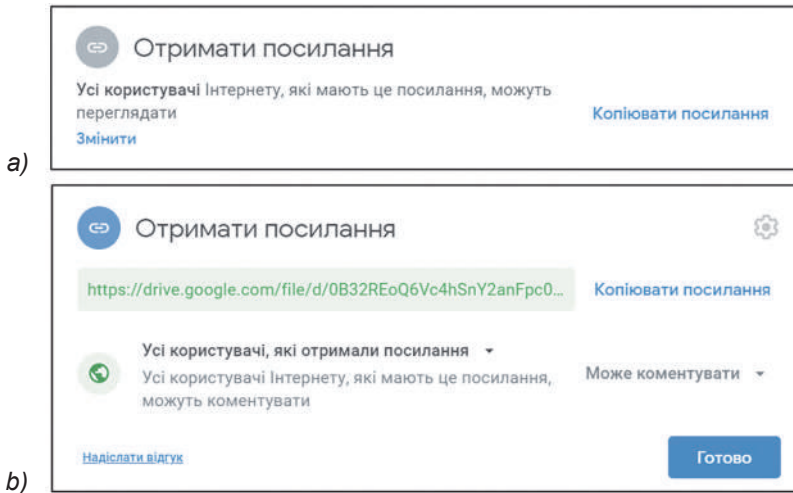 Отримати посилання
Усі користувачі Інтернету, які мають це посилання, можуть
переглядати
Копіювати посилання
Змінити
a)
Отримати посилання
https://drive.google.com/file/d/0B32REoQ6Vc4hSnY2anFpc0...
Копіювати посилання
Усі користувачі, які отримали посилання
Усі користувачі Інтернету, які мають це посилання,
можуть коментувати
Може коментувати
Надіслати відгук
Готово
b)